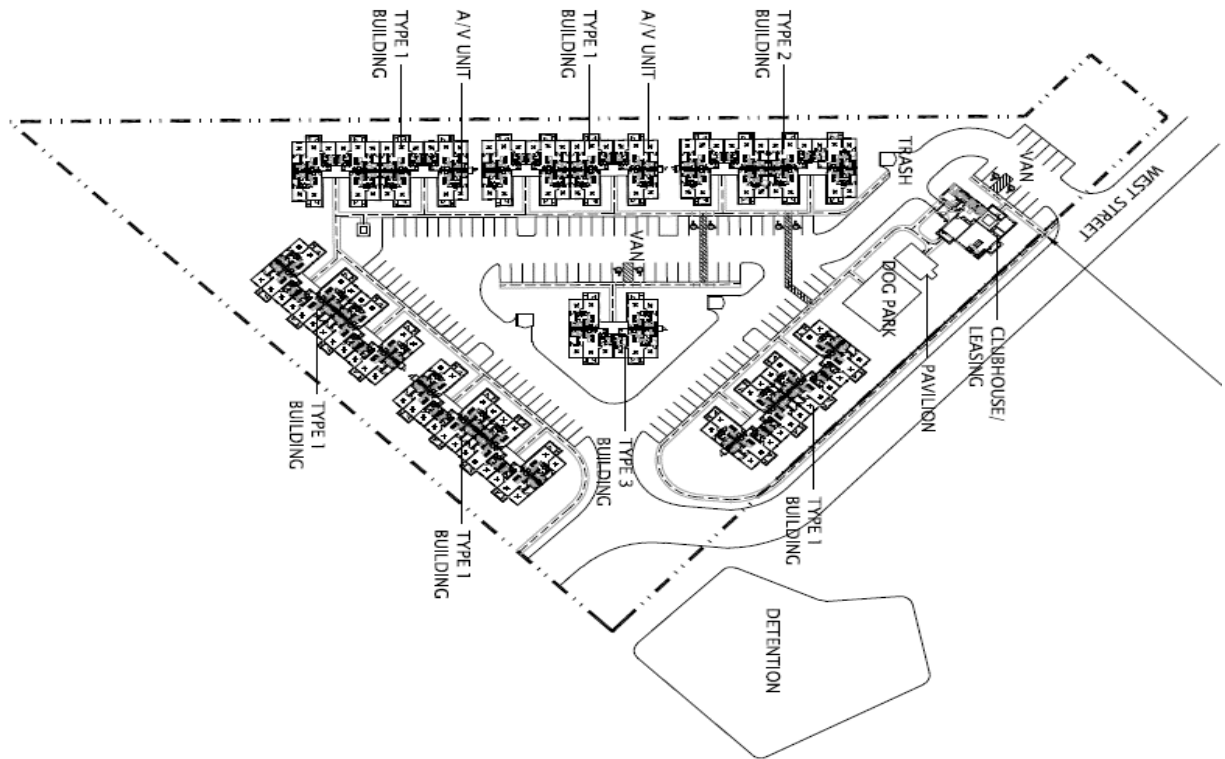 TYPE 1
BUILDING
A/V UNIT
TYPE 1
BUILDING
A/V UNIT
TYPE 2
BUILDING
TRASH
VAN
WEST STREET
VAN
DOG PARK
CLNBHOUSE/
LEASING
PAVILION
TYPE 1
BUILDING
TYPE 1
BUILDING
TYPE 3
BUILDING
TYPE 1
BUILDING
DETENTION